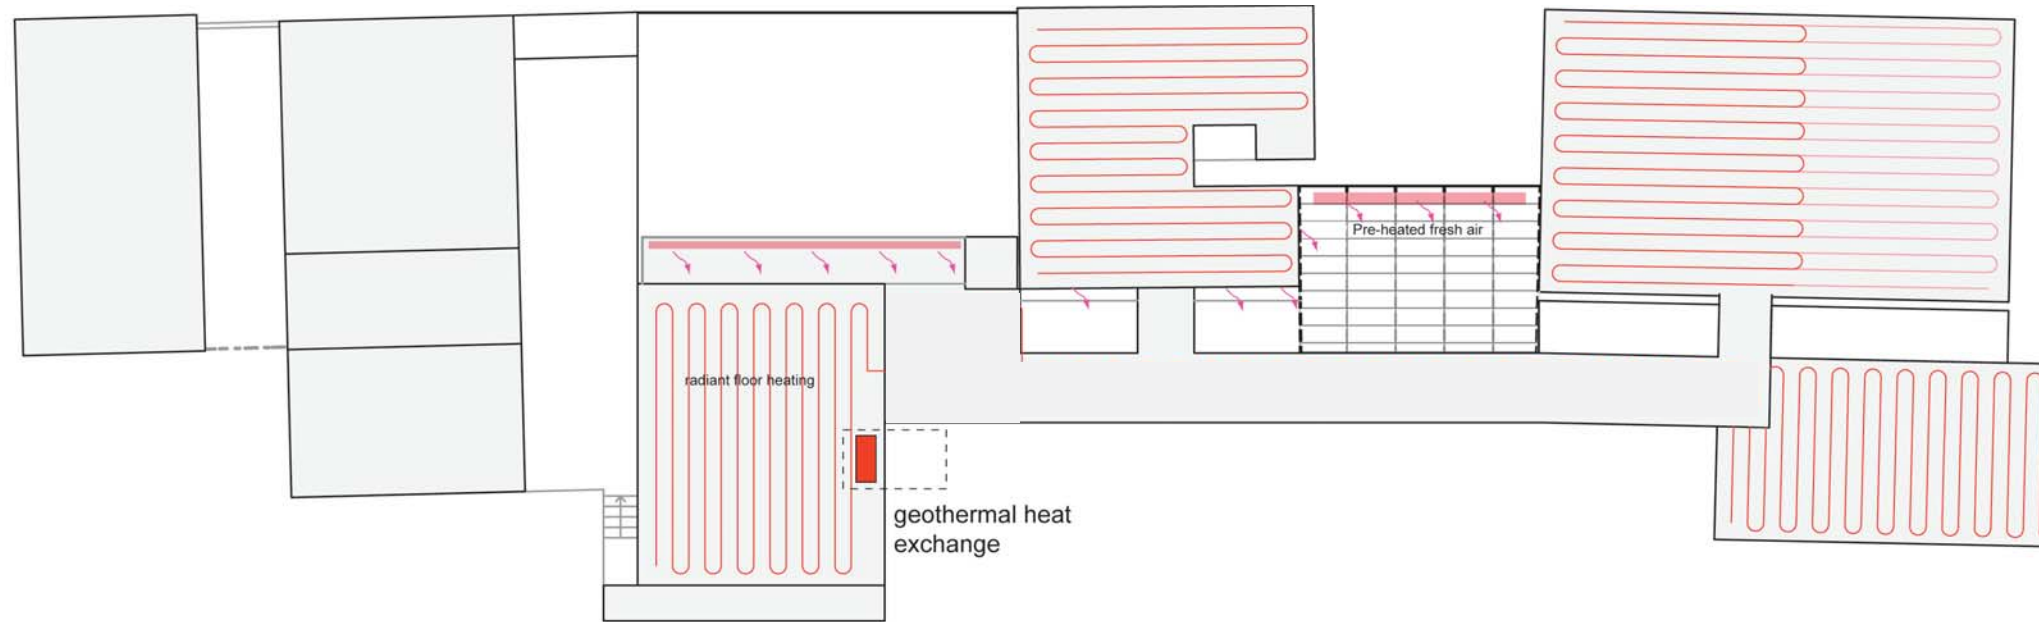 Pre-heated fresh air
radiant floor heating
geothermal heat
exchange